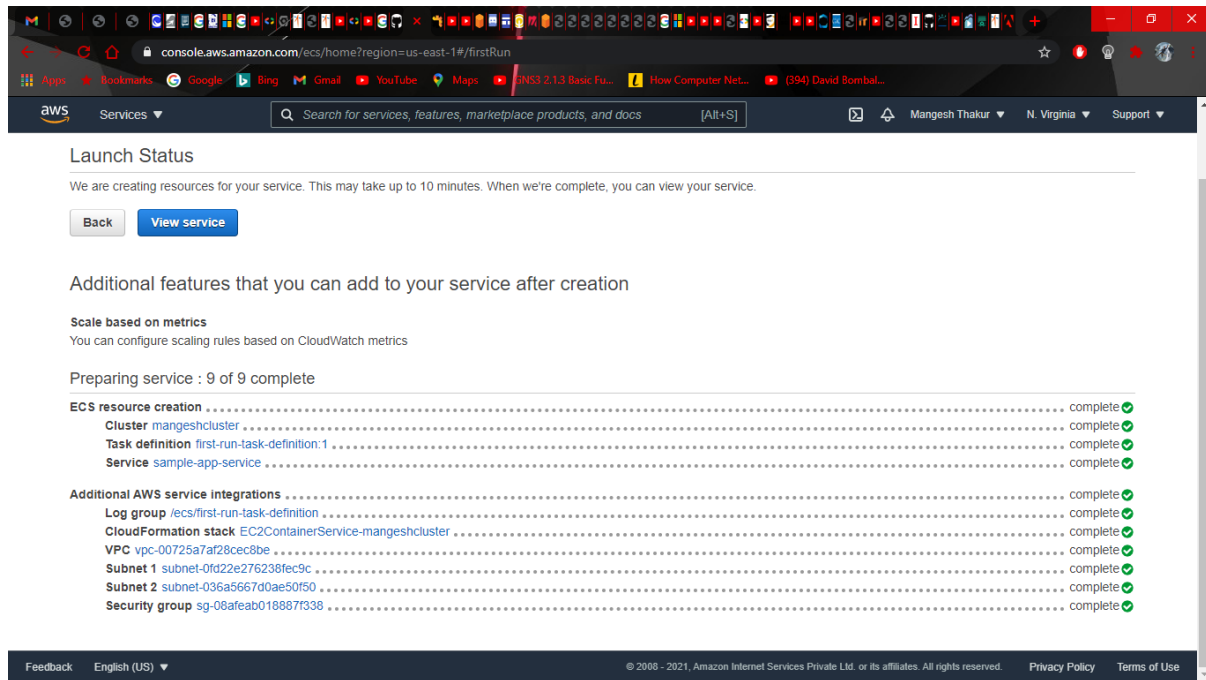 console.aws.amazon.com/ecs/home?region=us-east-1#/firstRun
Apps Bookmarks Google Bing Gmail YouTube Maps GNS3 2.1.3 Basic Fu... How Computer Net... (394) David Bombal...
aws Services Search for services, features, marketplace products, and docs [Alt+S] Mangesh Thakur N. Virginia Support
Launch Status
We are creating resources for your service. This may take up to 10 minutes. When we're complete, you can view your service.
Back View service
Additional features that you can add to your service after creation
Scale based on metrics
You can configure scaling rules based on CloudWatch metrics
Preparing service : 9 of 9 complete
ECS resource creation complete
Cluster mangeshcluster complete
Task definition first-run-task-definition:1 complete
Service sample-app-service complete
Additional AWS service integrations complete
Log group /ecs/first-run-task-definition complete
CloudFormation stack EC2ContainerService-mangeshcluster complete
VPC vpc-00725a7af28cec8be complete
Subnet 1 subnet-0fd22e276238fec9c complete
Subnet 2 subnet-036a5667d0ae50f50 complete
Security group sg-08afeab018887f338 complete
Feedback English (US) © 2008 - 2021, Amazon Internet Services Private Ltd. or its affiliates. All rights reserved. Privacy Policy Terms of Use